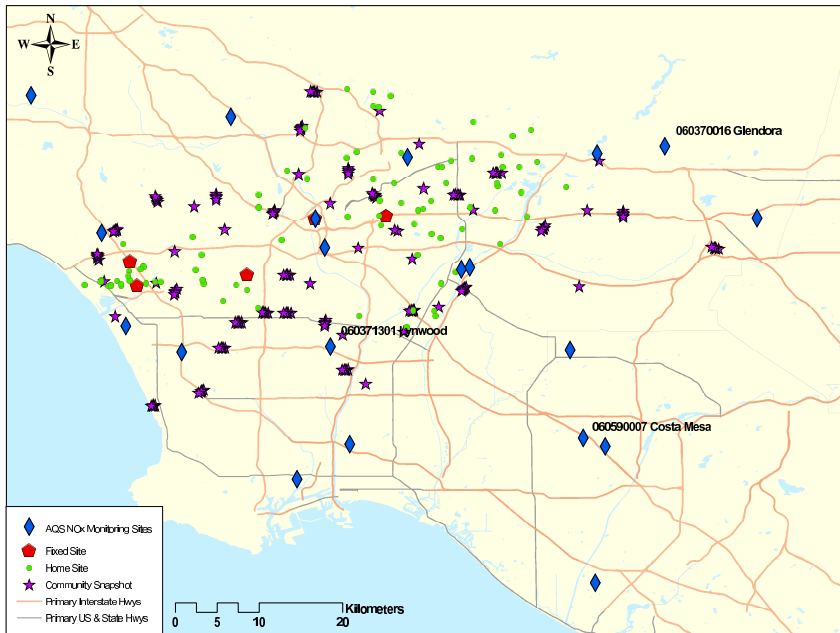 N
W E
S
060370016 Glendora
060371301 Lynwood
060590007 Costa Mesa
AQS NOx Monitoring Sites
Fixed Site
Home Site
Community Snapshot
Primary Interstate Hwys
Primary US & State Hwys
Kilometers
0 5 10 20